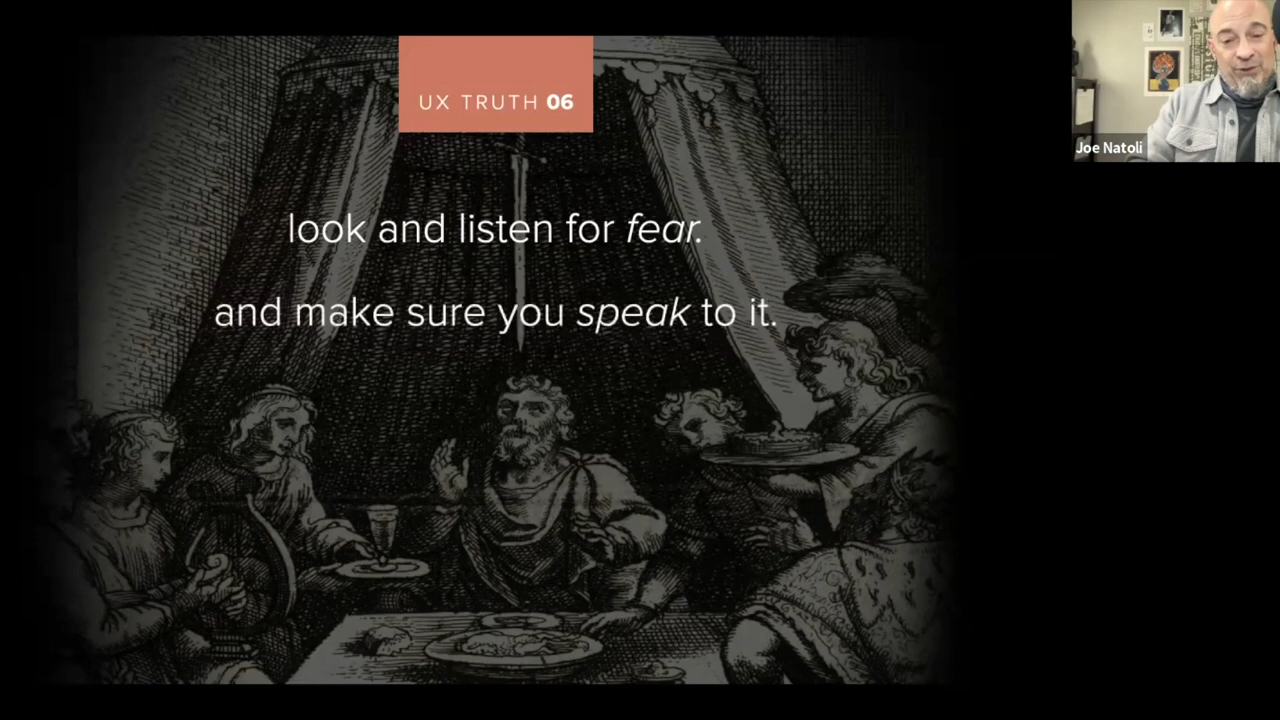 UX TRUTH 06
look and listen for fear.
and make sure you speak to it.
Joe Natoli